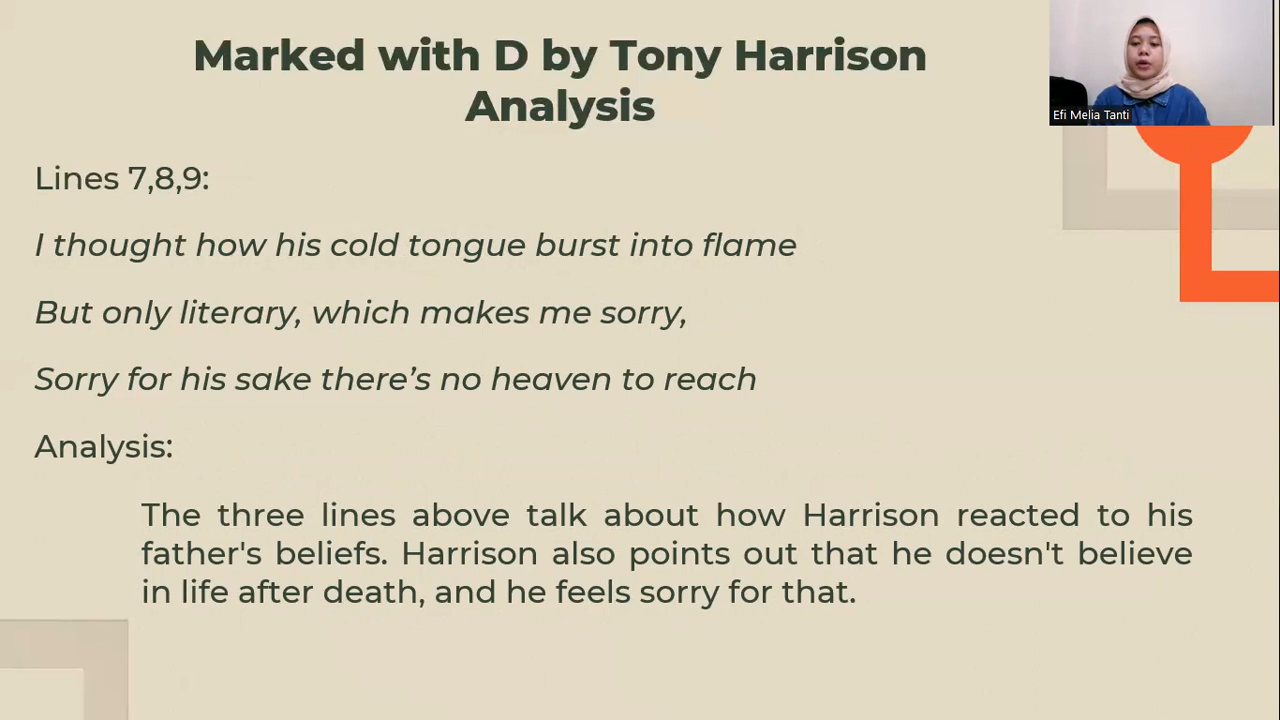 Marked with D by Tony Harrison
Analysis
Efi Melia Tanti
Lines 7,8,9:
I thought how his cold tongue burst into flame
But only literary, which makes me sorry,
Sorry for his sake there’s no heaven to reach
Analysis:
The three lines above talk about how Harrison reacted to his
father's beliefs. Harrison also points out that he doesn't believe
in life after death, and he feels sorry for that.